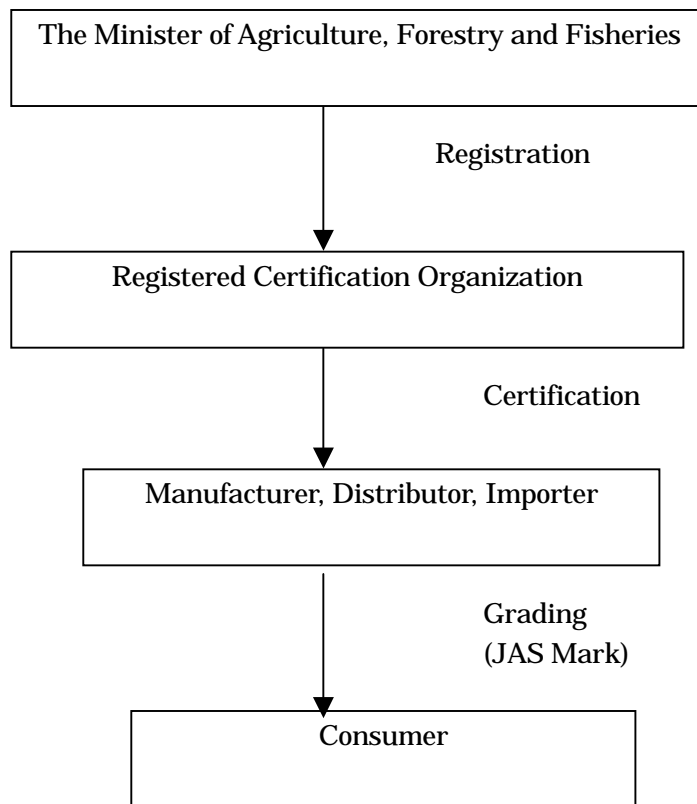 The Minister of Agriculture, Forestry and Fisheries
Registration
Registered Certification Organization
Certification
Manufacturer, Distributor, Importer
Grading
(JAS Mark)
Consumer